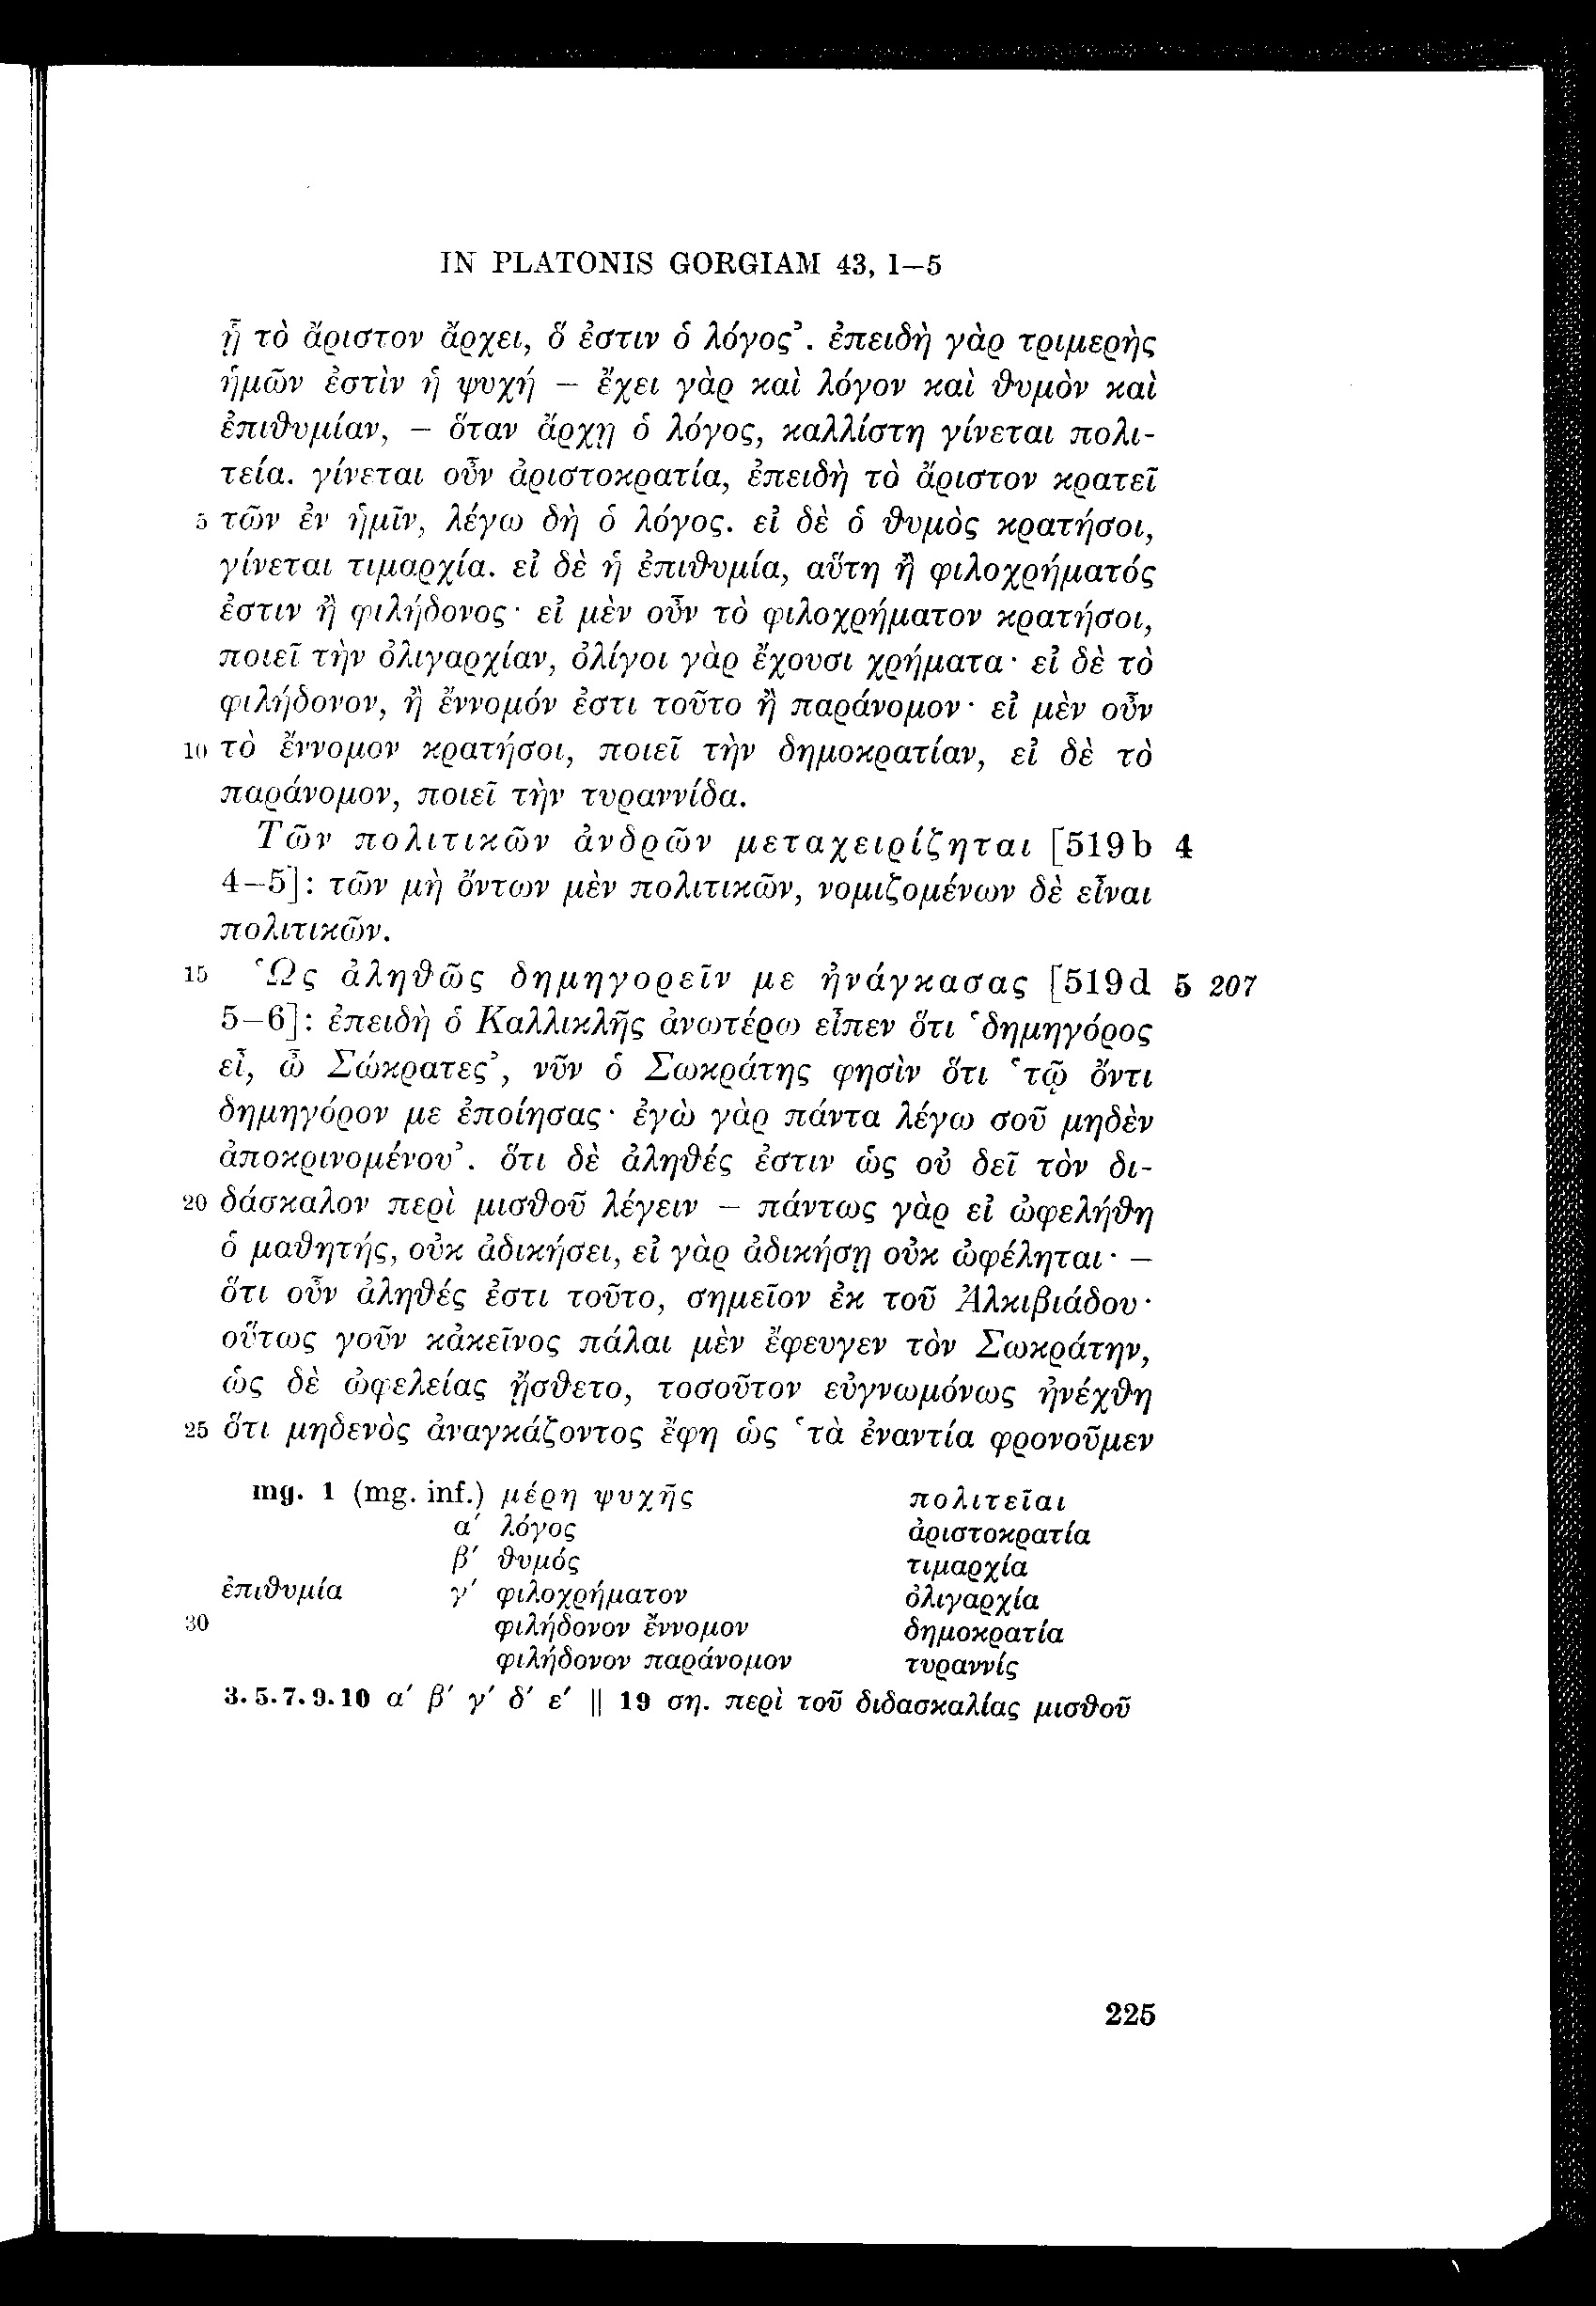 IN PLATONIS GORGIAM 43, 1–5
ᾗ τὸ ἄριστον ἄρχει, ὅ ἐστιν ὁ λόγος’. ἐπειδὴ γὰρ τριμερὴς
ἡμῶν ἐστὶν ἡ ψυχή – ἔχει γὰρ καὶ λόγον καὶ θυμὸν καὶ
ἐπιθυμίαν, – ὅταν ἄρχῃ ὁ λόγος, καλλίστη γίνεται πολι-
τεία. γίνεται οὖν ἀριστοκρατία, ἐπειδὴ τὸ ἄριστον κρατεῖ
5 τῶν ἐν ἡμῖν, λέγω δὴ ὁ λόγος. εἰ δὲ ὁ θυμὸς κρατήσοι,
γίνεται τιμαρχία. εἰ δὲ ἡ ἐπιθυμία, αὕτη ἢ φιλοχρήματός
ἐστιν ἢ φιλήδονος· εἰ μὲν οὖν τὸ φιλοχρήματον κρατήσοι,
ποιεῖ τὴν ὀλιγαρχίαν, ὀλίγοι γὰρ ἔχουσι χρήματα· εἰ δὲ τὸ
φιλήδονον, ἢ ἔννομόν ἐστι τοῦτο ἢ παράνομον· εἰ μὲν οὖν
10 τὸ ἔννομον κρατήσοι, ποιεῖ τὴν δημοκρατίαν, εἰ δὲ τὸ
παράνομον, ποιεῖ τὴν τυραννίδα.
Τῶν πολιτικῶν ἀνδρῶν μεταχειρίζηται [519b 4
4–5]: τῶν μὴ ὄντων μὲν πολιτικῶν, νομιζομένων δὲ εἶναι
πολιτικῶν.
15 Ὡς ἀληθῶς δημηγορεῖν με ἠνάγκασας [519d 5 207
5–6]: ἐπειδὴ ὁ Καλλικλῆς ἀνωτέρω εἶπεν ὅτι ‘δημηγόρος
εἶ, ὦ Σώκρατες’, νῦν ὁ Σωκράτης φησὶν ὅτι ‘τῷ ὄντι
δημηγόρον με ἐποίησας· ἐγὼ γὰρ πάντα λέγω σοῦ μηδὲν
ἀποκρινομένου’. ὅτι δὲ ἀληθές ἐστιν ὡς οὐ δεῖ τὸν δι-
20 δάσκαλον περὶ μισθοῦ λέγειν – πάντως γὰρ εἰ ὠφελήθη
ὁ μαθητής, οὐκ ἀδικήσει, εἰ γὰρ ἀδικήσῃ οὐκ ὠφέληται· –
ὅτι οὖν ἀληθές ἐστι τοῦτο, σημεῖον ἐκ τοῦ Ἀλκιβιάδου·
οὕτως γοῦν κἀκεῖνος πάλαι μὲν ἔφευγεν τὸν Σωκράτην,
ὡς δὲ ὠφελείας ᾔσθετο, τοσοῦτον εὐγνωμόνως ἠνέχθη
25 ὅτι μηδενὸς ἀναγκάζοντος ἔφη ὡς ‘τὰ ἐναντία φρονοῦμεν
mg. 1 (mg. inf.) μέρη ψυχῆς πολιτεῖαι
α′ λόγος ἀριστοκρατία
β′ θυμός τιμαρχία
ἐπιθυμία γ′ φιλοχρήματον ὀλιγαρχία
30 φιλήδονον ἔννομον δημοκρατία
φιλήδονον παράνομον τυραννίς
3. 5. 7. 9. 10 α′ β′ γ′ δ′ ε′ || 19 ση. περὶ τοῦ διδασκαλίας μισθοῦ
225